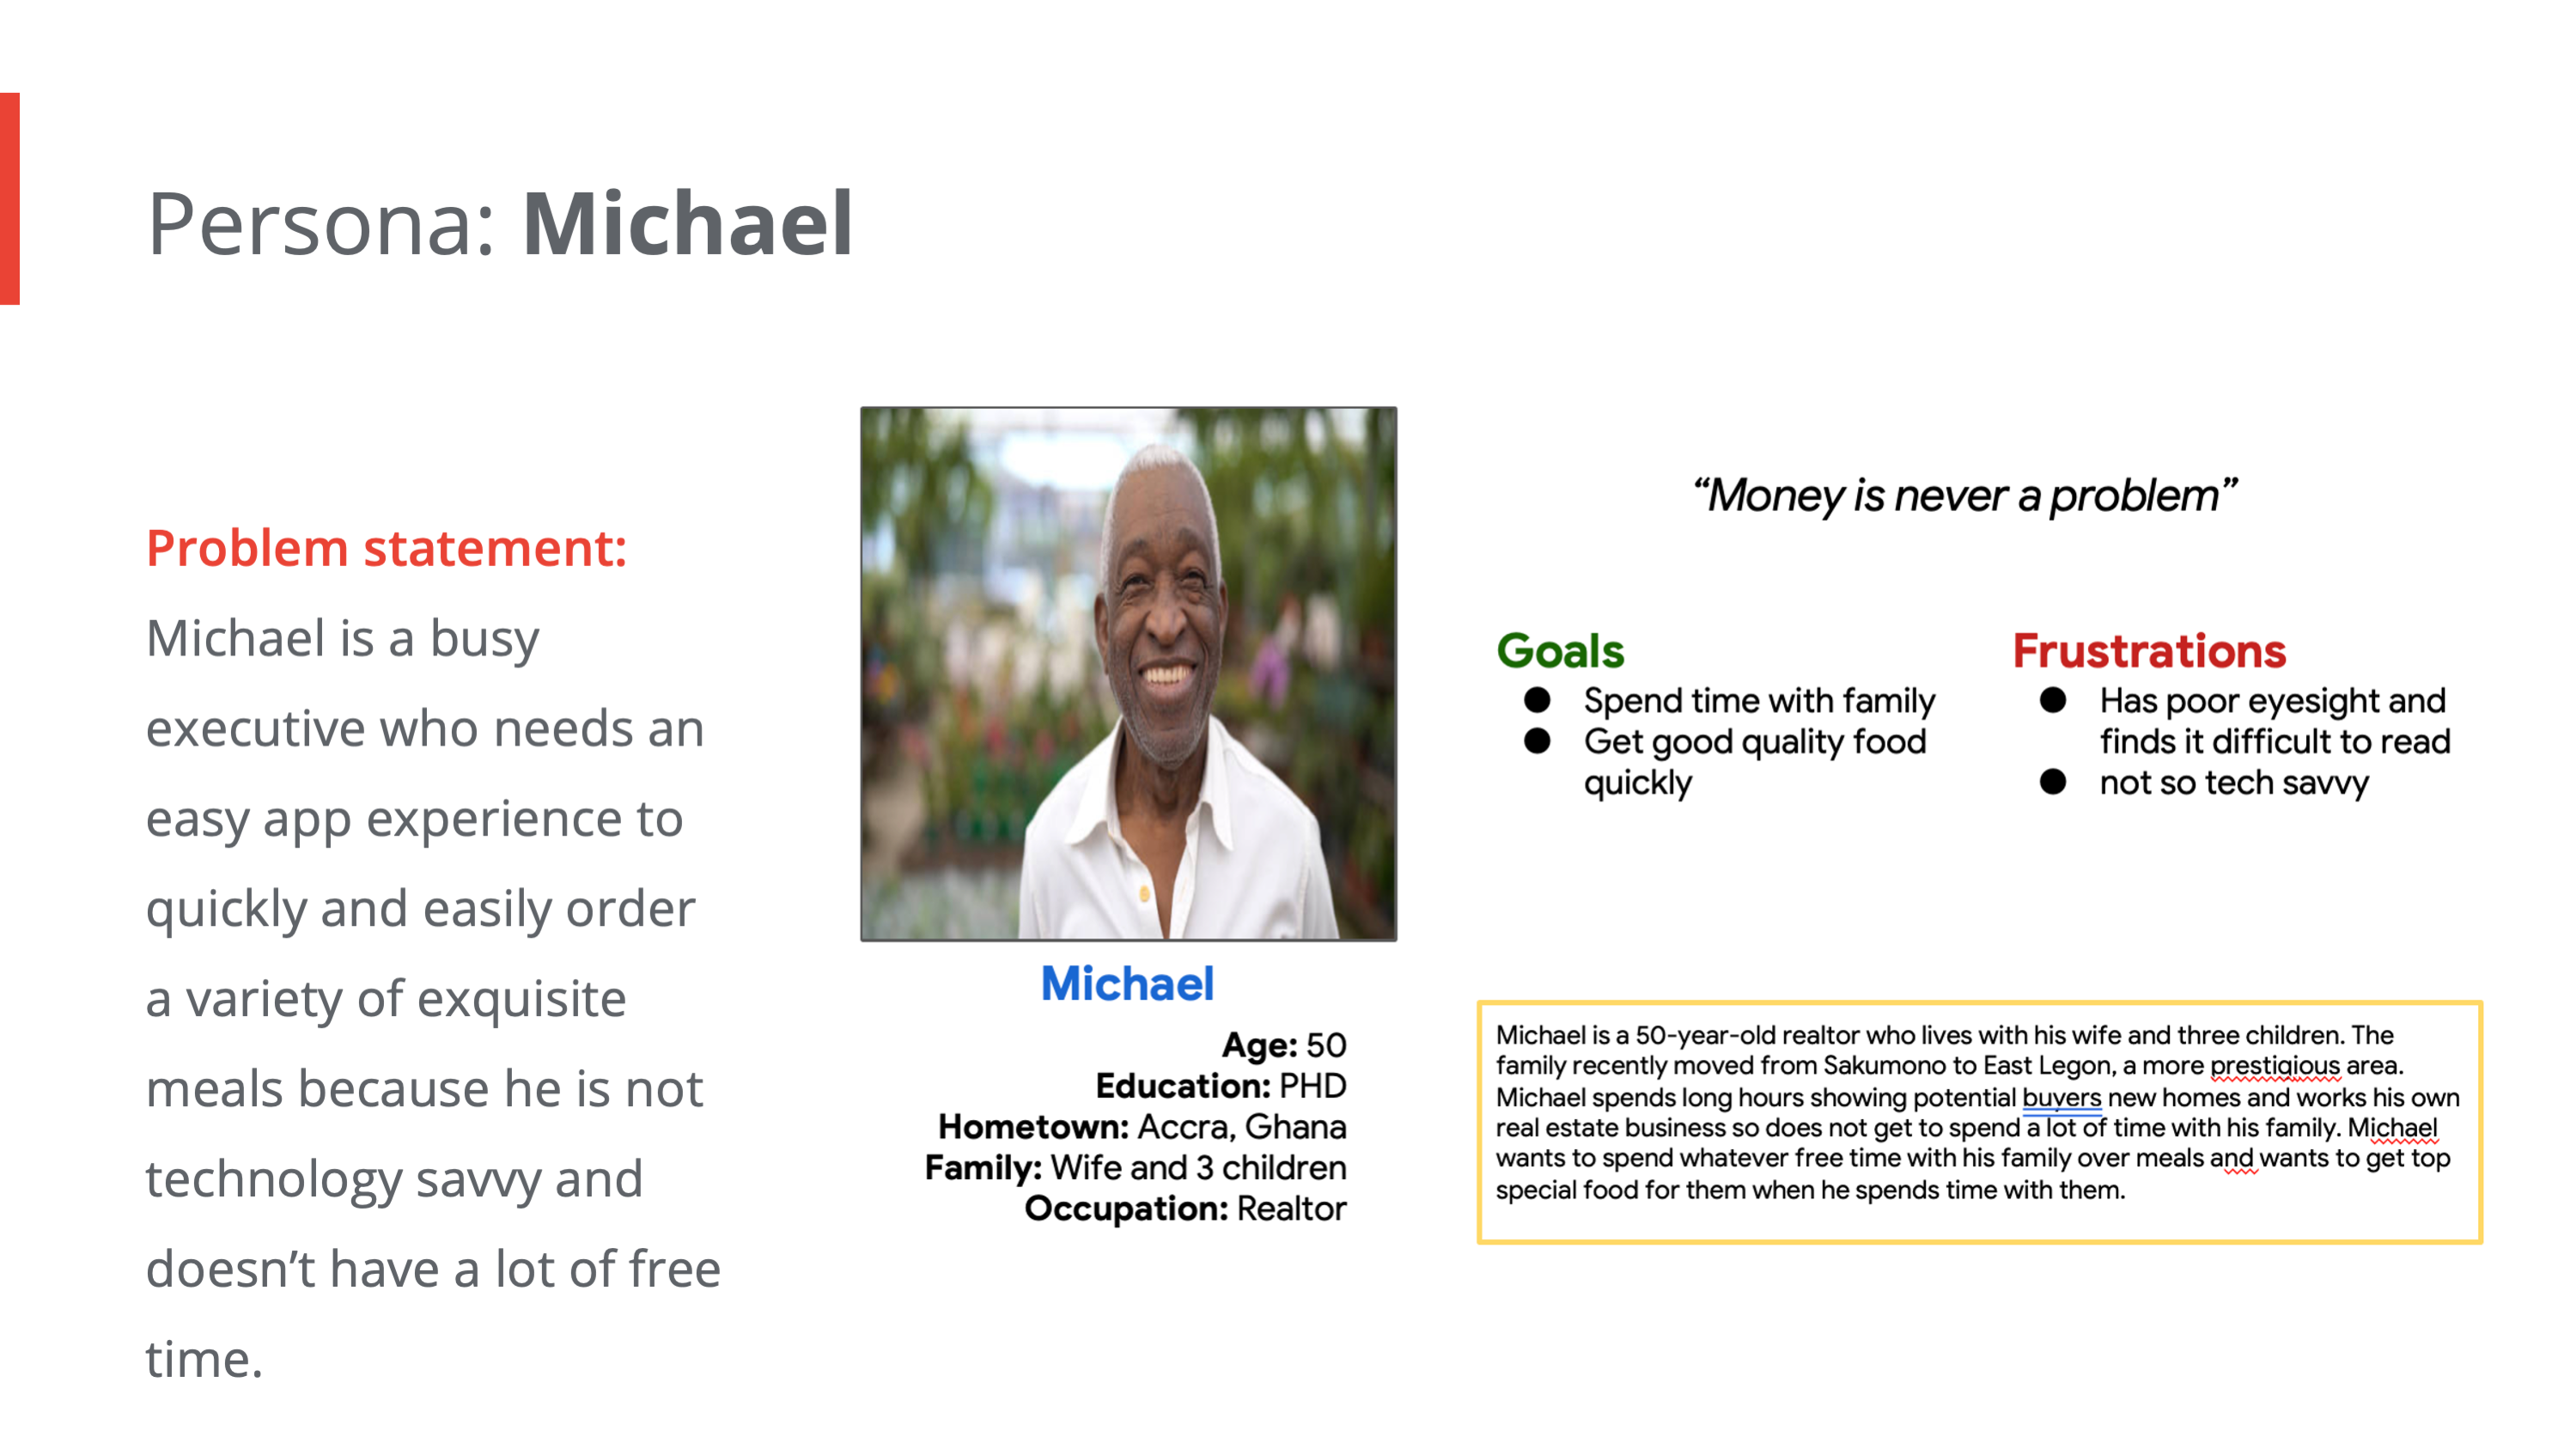 Persona: Michael
Problem statement:
Michael is a busy
executive who needs an
easy app experience to
quickly and easily order
a variety of exquisite
meals because he is not
technology savvy and
doesn’t have a lot of free
time.
Michael
Age: 50
Education: PHD
Hometown: Accra, Ghana
Family: Wife and 3 children
Occupation: Realtor
“Money is never a problem”
Goals
● Spend time with family
● Get good quality food
quickly
Frustrations
● Has poor eyesight and
finds it difficult to read
● not so tech savvy
Michael is a 50-year-old realtor who lives with his wife and three children. The
family recently moved from Sakumono to East Legon, a more prestigious area.
Michael spends long hours showing potential buyers new homes and works his own
real estate business so does not get to spend a lot of time with his family. Michael
wants to spend whatever free time with his family over meals and wants to get top
special food for them when he spends time with them.